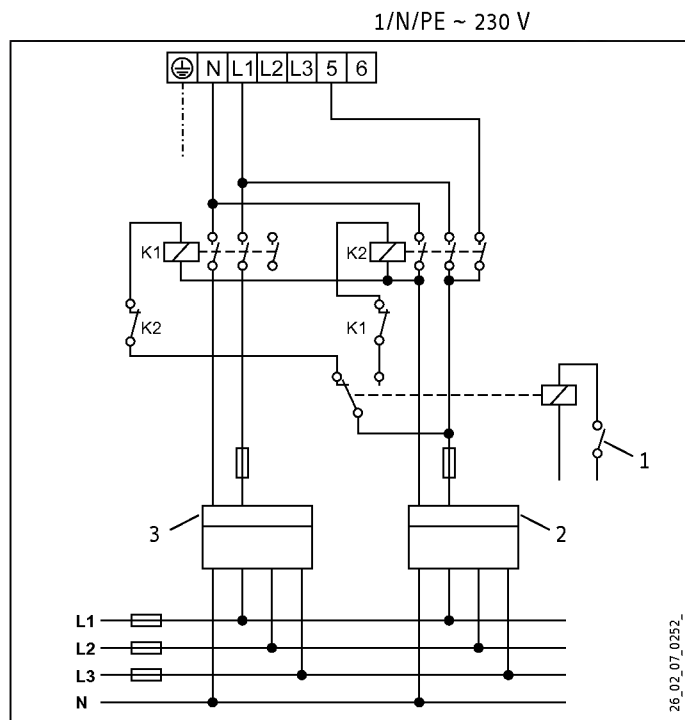 1/N/PE ~ 230 V
N L1 L2 L3 5 6
K1 K2
K2 K1
1
3 2
L1
L2
L3
N
26_02_07_0252_